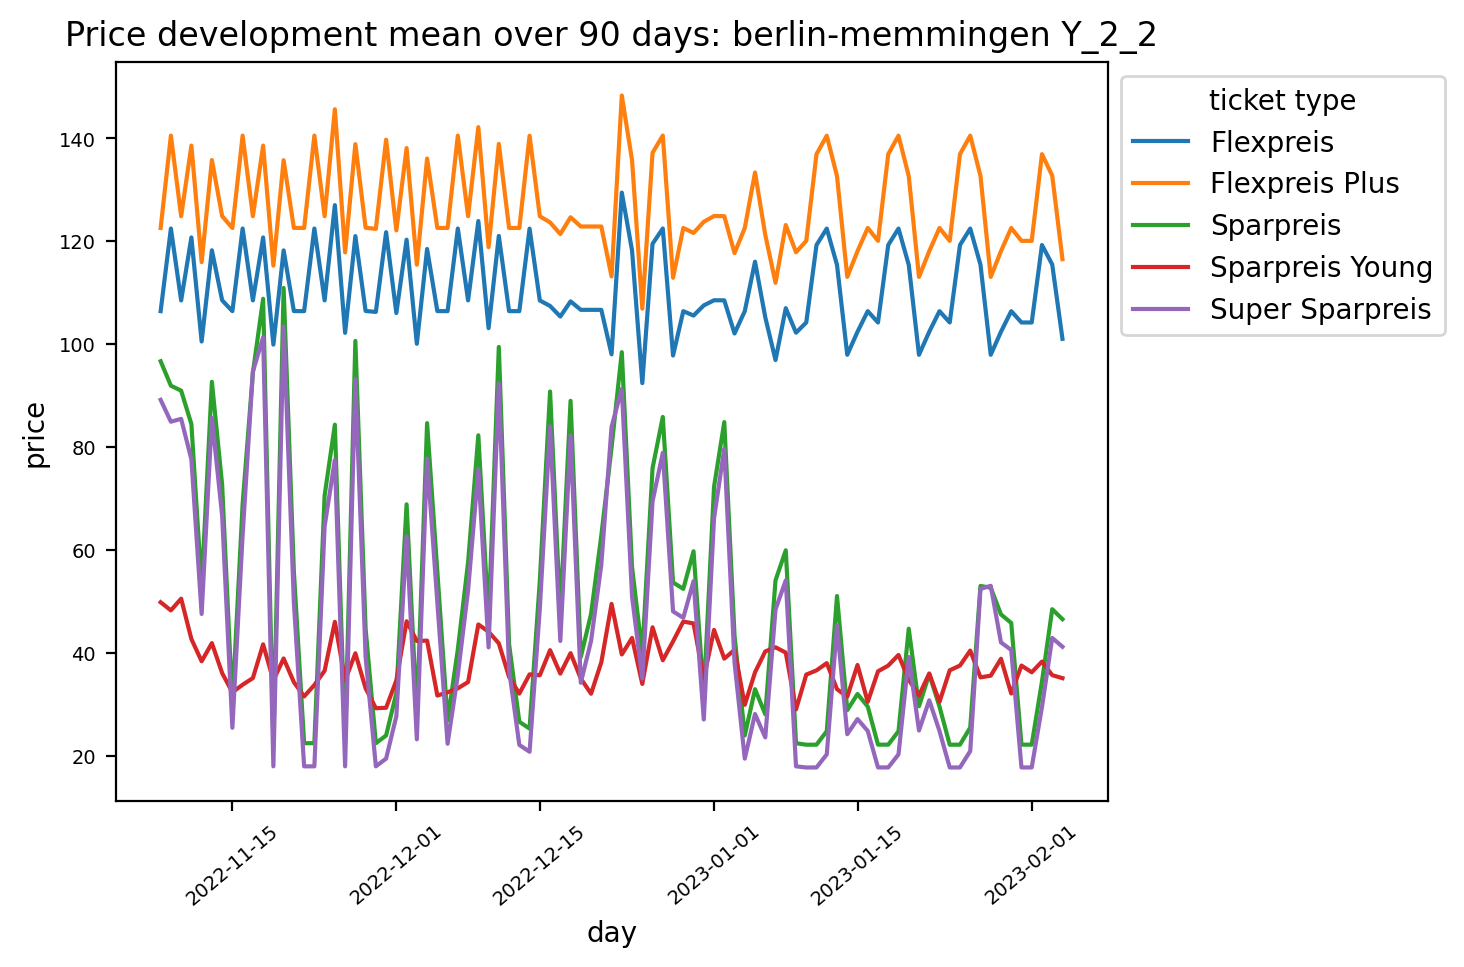 Price development mean over 90 days: berlin-memmingen Y_2_2
ticket type
Flexpreis
Flexpreis Plus
Sparpreis
Sparpreis Young
Super Sparpreis
price
140
120
100
80
60
40
20
2022-11-15
2022-12-01
2022-12-15
2023-01-01
2023-01-15
2023-02-01
day